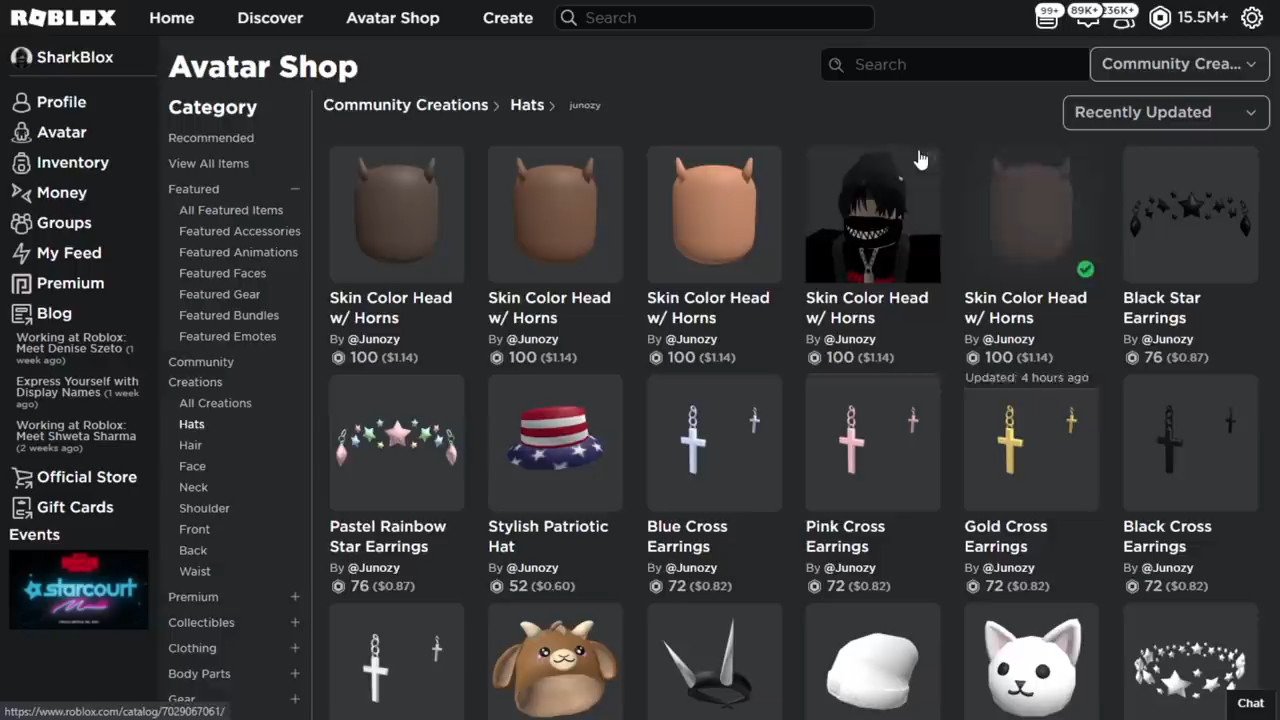 ROBLOX
Home
Discover
Avatar Shop
Create
Search
99+
89K+
236K+
15.5M+
SharkBlox
Profile
Avatar
Inventory
Money
Groups
My Feed
Premium
Blog
Working at Roblox:
Meet Denise Szeto (1
week ago)
Express Yourself with
Display Names (1 week
ago)
Working at Roblox:
Meet Shweta Sharma
(2 weeks ago)
Official Store
Gift Cards
Events
starcourt
Avatar Shop
Search
Community Crea...
Category
Recommended
View All Items
Featured
All Featured Items
Featured Accessories
Featured Animations
Featured Faces
Featured Gear
Featured Bundles
Featured Emotes
Community
Creations
All Creations
Hats
Hair
Face
Neck
Shoulder
Front
Back
Waist
Premium
Collectibles
Clothing
Body Parts
Gear
Community Creations > Hats > junozy
Recently Updated
Skin Color Head
w/ Horns
By @Junozy
100 ($1.14)
Skin Color Head
w/ Horns
By @Junozy
100 ($1.14)
Skin Color Head
w/ Horns
By @Junozy
100 ($1.14)
Skin Color Head
w/ Horns
By @Junozy
100 ($1.14)
Skin Color Head
w/ Horns
By @Junozy
100 ($1.14)
Updated: 4 hours ago
Black Star
Earrings
By @Junozy
76 ($0.87)
Pastel Rainbow
Star Earrings
By @Junozy
76 ($0.87)
Stylish Patriotic
Hat
By @Junozy
52 ($0.60)
Blue Cross
Earrings
By @Junozy
72 ($0.82)
Pink Cross
Earrings
By @Junozy
72 ($0.82)
Gold Cross
Earrings
By @Junozy
72 ($0.82)
Black Cross
Earrings
By @Junozy
72 ($0.82)
https://www.roblox.com/catalog/7029067061/
Chat